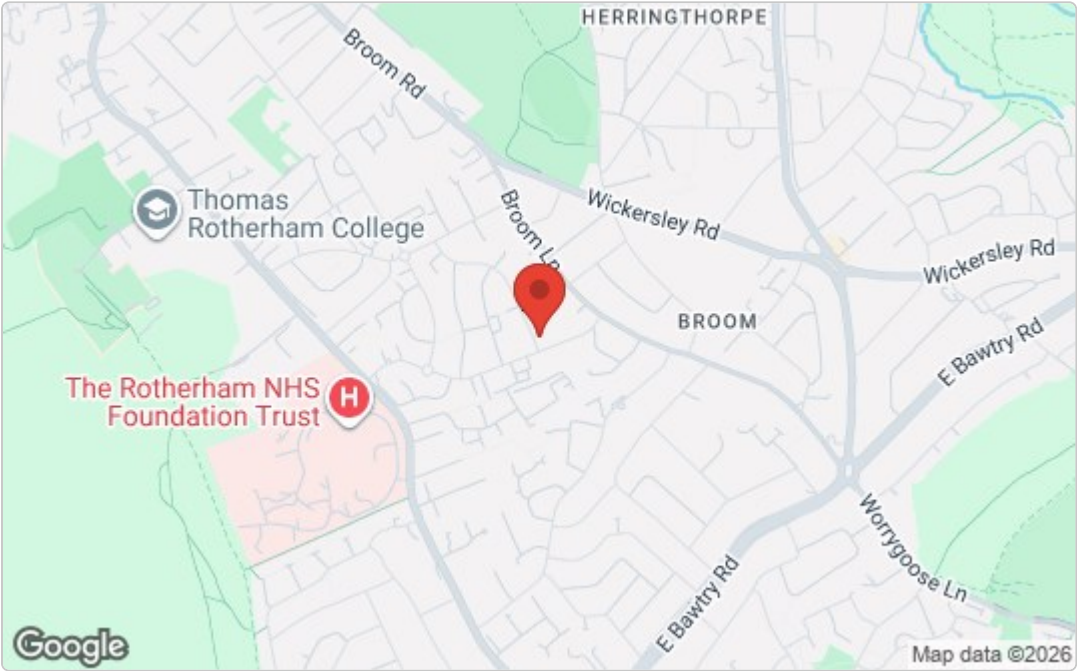 HERRINGTHORPE
Broom Rd
Thomas
Rotherham College
Broom Ln
Wickersley Rd
Wickersley Rd
BROOM
E Bawtry Rd
The Rotherham NHS
Foundation Trust
H
Worrygoose Ln
E Bawtry Rd
Google
Map data ©2026